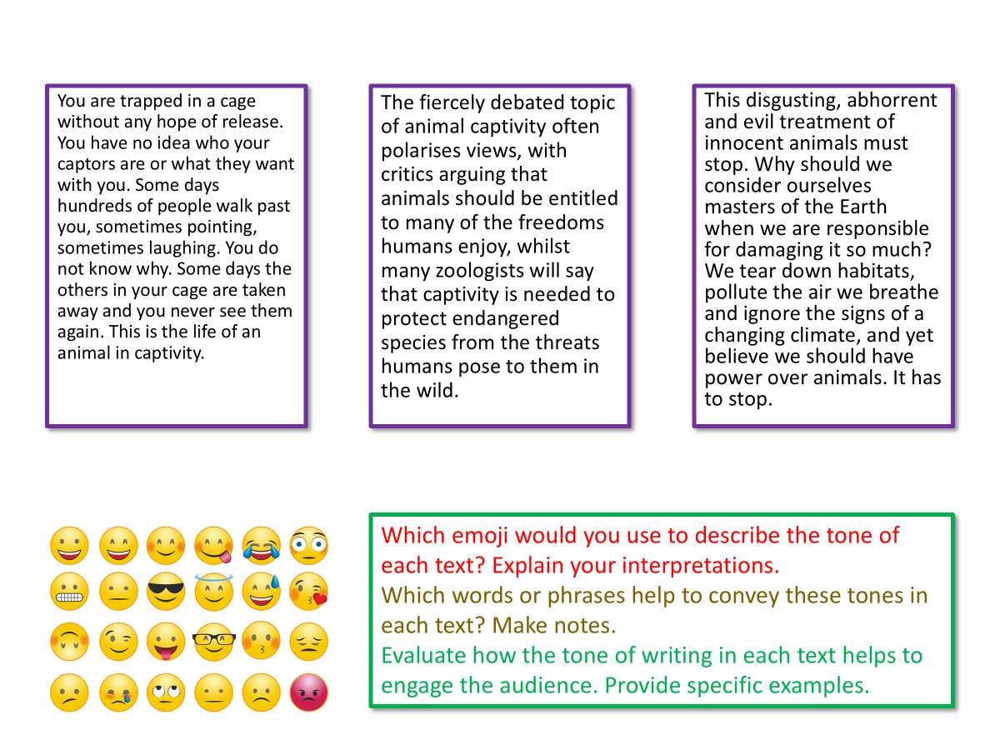 You are trapped in a cage
without any hope of release.
You have no idea who your
captors are or what they want
with you. Some days
hundreds of people walk past
you, sometimes pointing,
sometimes laughing. You do
not know why. Some days the
others in your cage are taken
away and you never see them
again. This is the life of an
animal in captivity.
The fiercely debated topic
of animal captivity often
polarises views, with
critics arguing that
animals should be entitled
to many of the freedoms
humans enjoy, whilst
many zoologists will say
that captivity is needed to
protect endangered
species from the threats
humans pose to them in
the wild.
This disgusting, abhorrent
and evil treatment of
innocent animals must
stop. Why should we
consider ourselves
masters of the Earth
when we are responsible
for damaging it so much?
We tear down habitats,
pollute the air we breathe
and ignore the signs of a
changing climate, and yet
believe we should have
power over animals. It has
to stop.
Which emoji would you use to describe the tone of
each text? Explain your interpretations.
Which words or phrases help to convey these tones in
each text? Make notes.
Evaluate how the tone of writing in each text helps to
engage the audience. Provide specific examples.